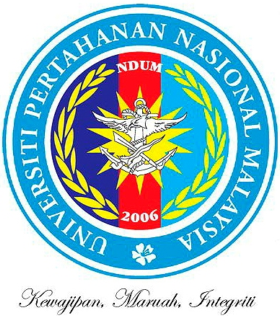 UNIVERSITI PERTAHANAN NASIONAL MALAYSIA
NDUM
2006
Kewajipan, Maruah, Integriti